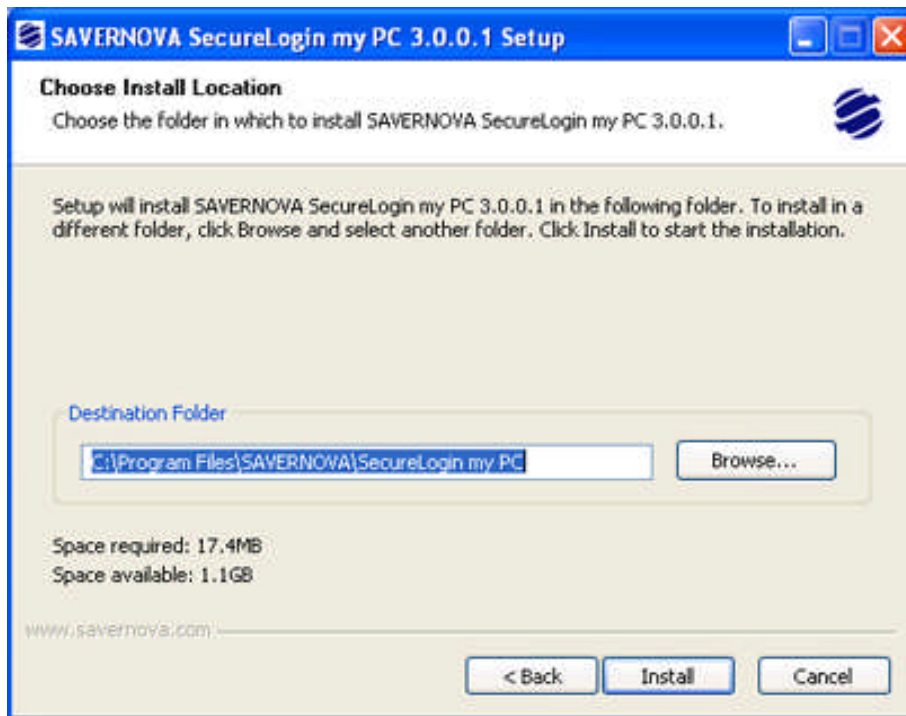 SAVERNOVA SecureLogin my PC 3.0.0.1 Setup
Choose Install Location
Choose the folder in which to install SAVERNOVA SecureLogin my PC 3.0.0.1.
Setup will install SAVERNOVA SecureLogin my PC 3.0.0.1 in the following folder. To install in a
different folder, click Browse and select another folder. Click Install to start the installation.
Destination Folder
C:\Program Files\SAVERNOVA\SecureLogin my PC
Browse...
Space required: 17.4MB
Space available: 1.1GB
www.savernova.com
< Back
Install
Cancel